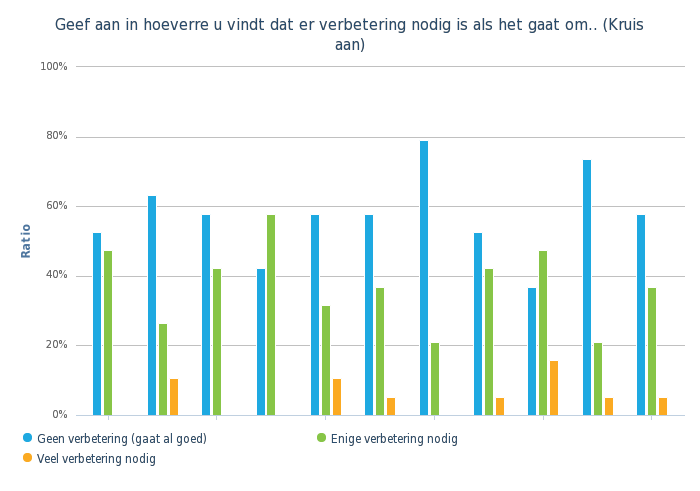 Geef aan in hoeverre u vindt dat er verbetering nodig is als het gaat om.. (Kruis
aan)
100%
80%
60%
40%
20%
0%
Ratio
Geen verbetering (gaat al goed)
Enige verbetering nodig
Veel verbetering nodig